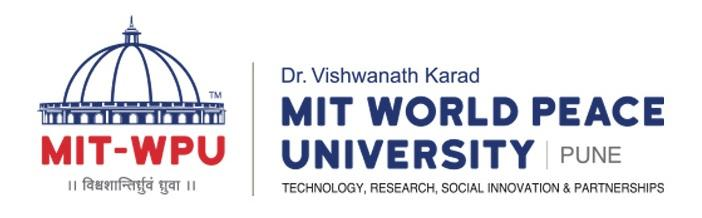 TM
MIT-WPU
॥ विश्वशान्तिर्ध्रुवं ध्रुवा ॥
Dr. Vishwanath Karad
MIT WORLD PEACE
UNIVERSITY | PUNE
TECHNOLOGY, RESEARCH, SOCIAL INNOVATION & PARTNERSHIPS